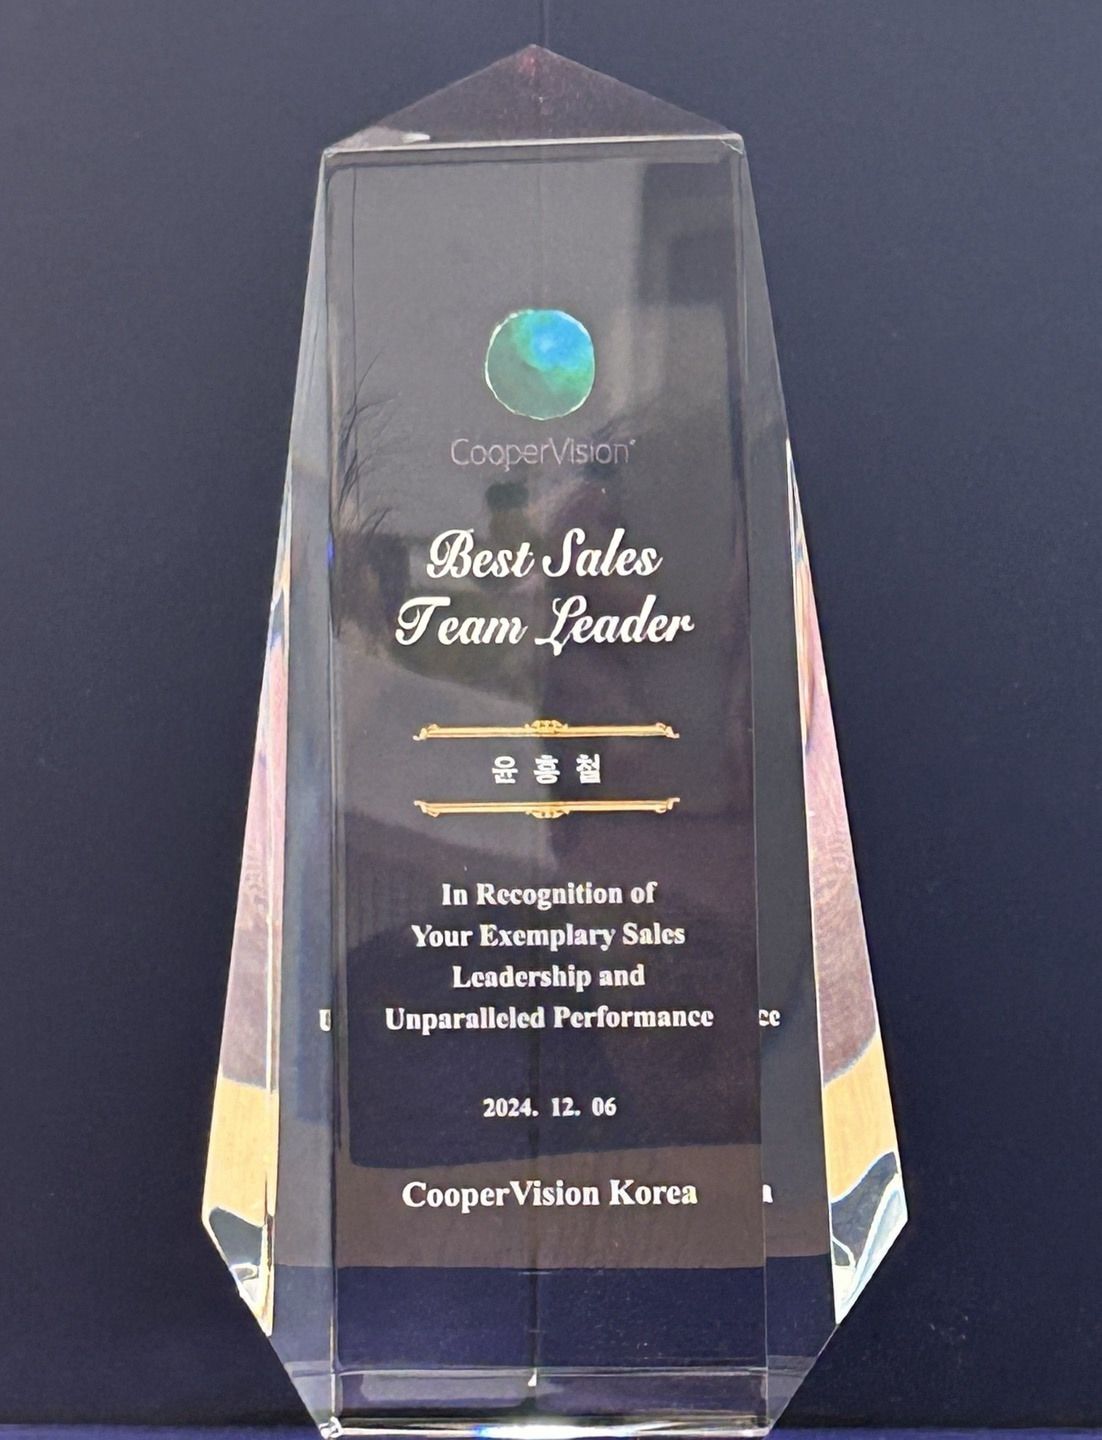 CooperVision®
Best Sales
Team Leader
윤 흥 철
In Recognition of
Your Exemplary Sales
Leadership and
Unparalleled Performance
2024. 12. 06
CooperVision Korea